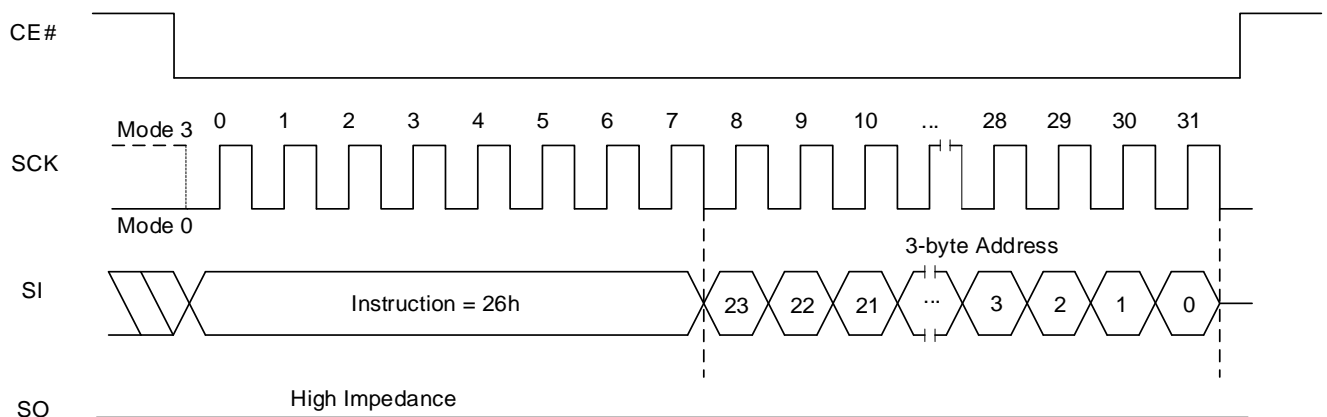 CE#
Mode 3
0 1 2 3 4 5 6 7 8 9 10 ... 28 29 30 31
SCK
Mode 0
3-byte Address
SI
Instruction = 26h
23 22 21 ... 3 2 1 0
High Impedance
SO